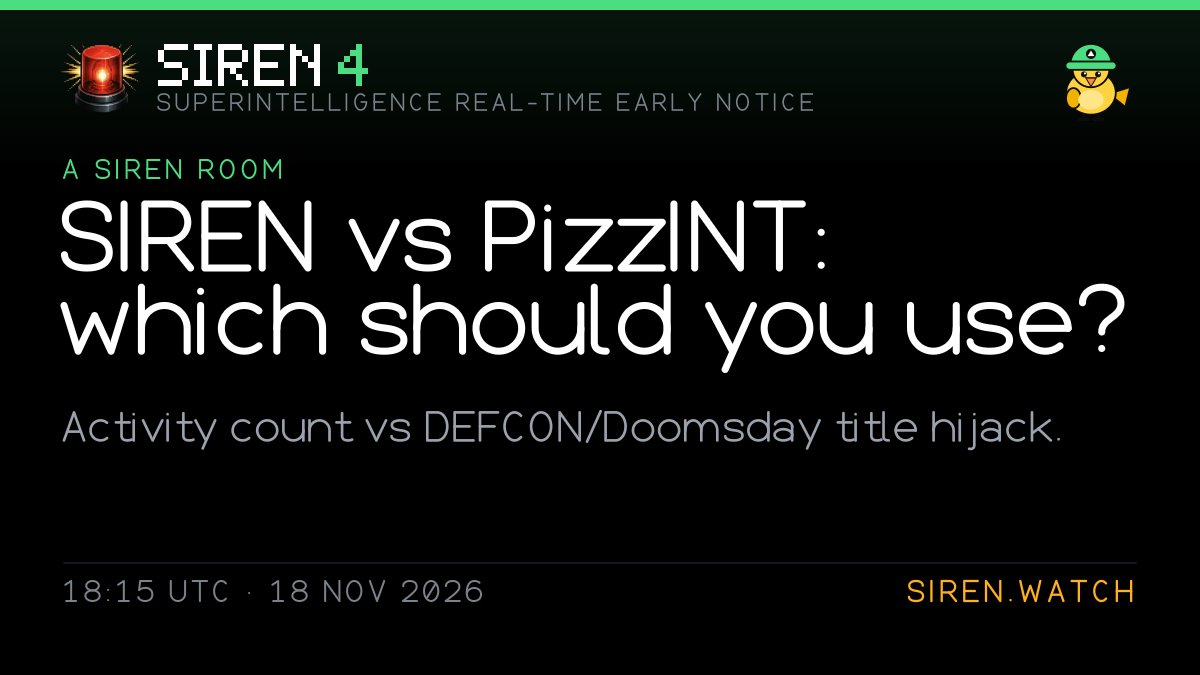 SIREN 4
SUPERINTELLIGENCE REAL-TIME EARLY NOTICE
A SIREN ROOM
SIREN vs PizzINT:
which should you use?
Activity count vs DEFCON/Doomsday title hijack.
18:15 UTC · 18 NOV 2026
SIREN.WATCH